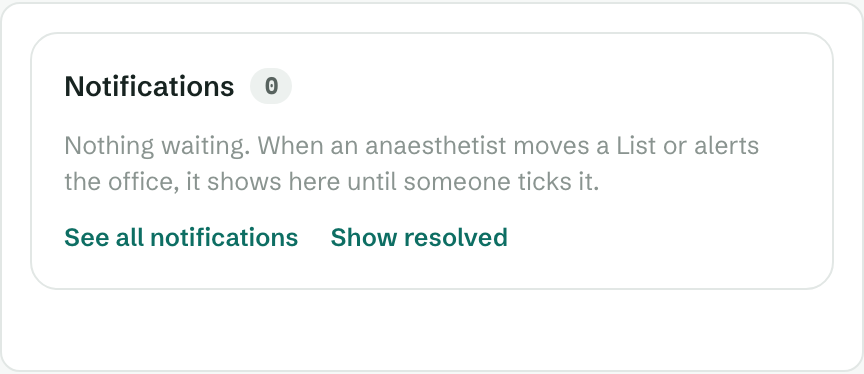 Notifications 0
Nothing waiting. When an anaesthetist moves a List or alerts
the office, it shows here until someone ticks it.
See all notifications Show resolved